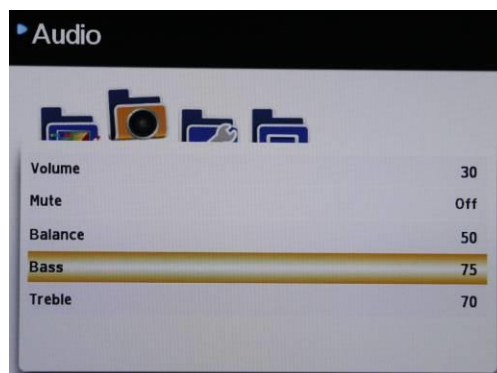 Audio
Volume 30
Mute Off
Balance 50
Bass 75
Treble 70